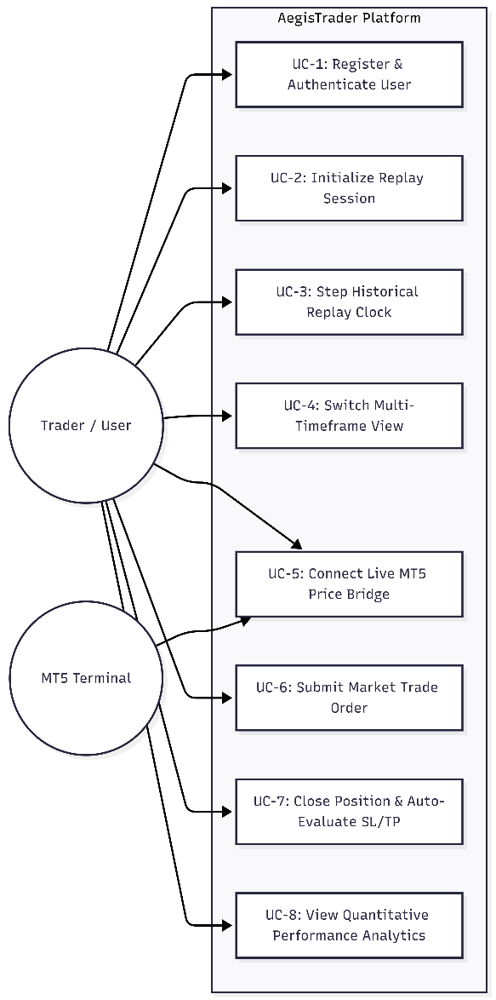 AegisTrader Platform
UC-1: Register &
Authenticate User
UC-2: Initialize Replay
Session
UC-3: Step Historical
Replay Clock
UC-4: Switch Multi-
Timeframe View
Trader / User
UC-5: Connect Live MT5
Price Bridge
MT5 Terminal
UC-6: Submit Market Trade
Order
UC-7: Close Position & Auto-
Evaluate SL/TP
UC-8: View Quantitative
Performance Analytics